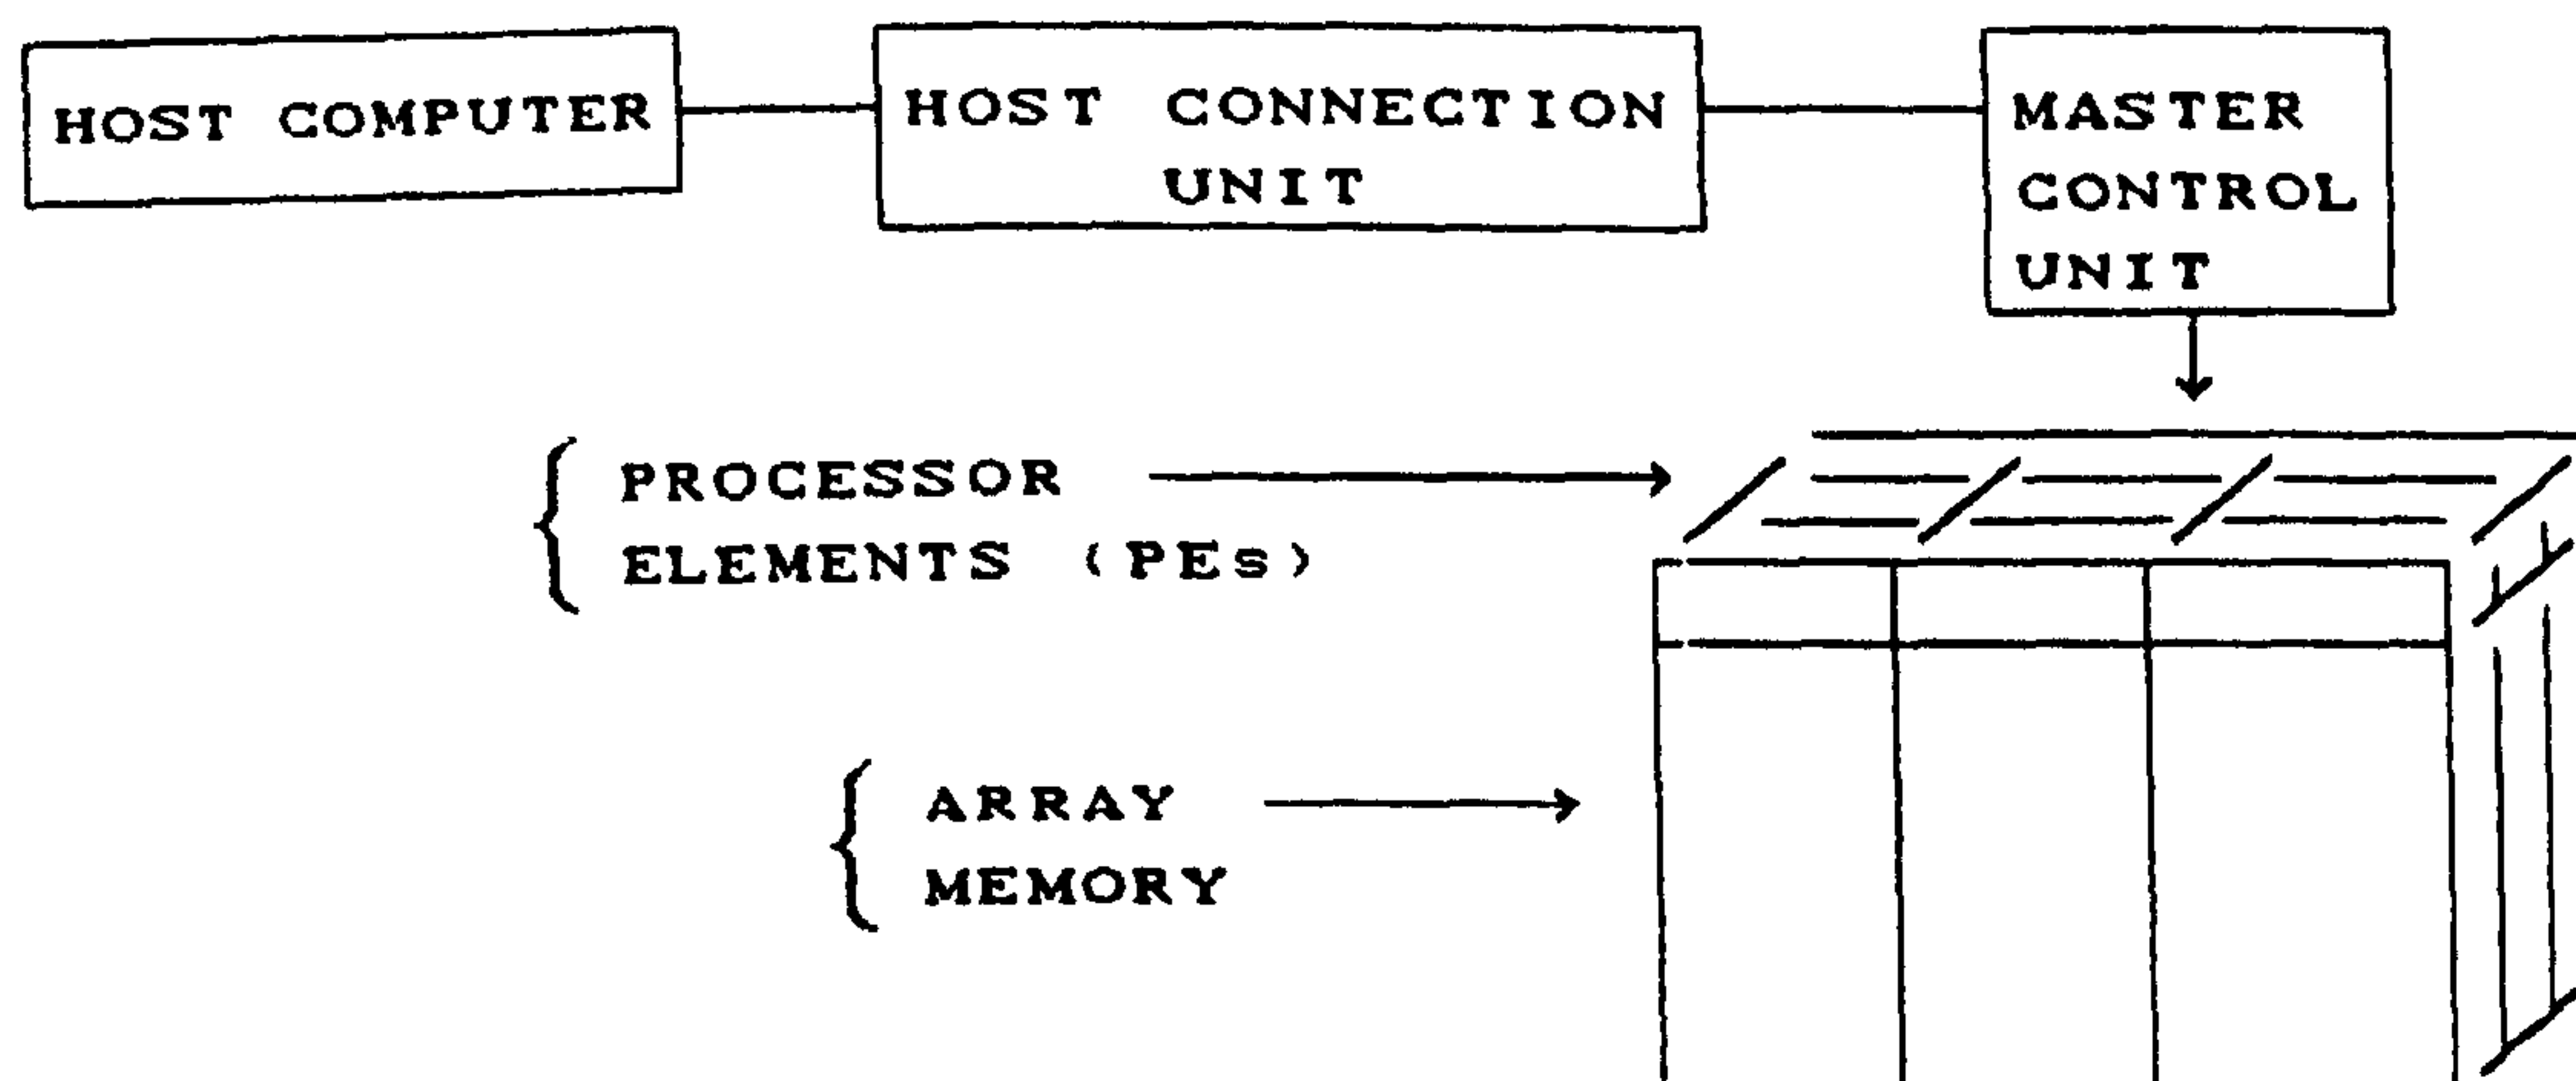 HOST COMPUTER
HOST CONNECTION
UNIT
MASTER
CONTROL
UNIT
PROCESSOR
ELEMENTS (PEs)
ARRAY
MEMORY